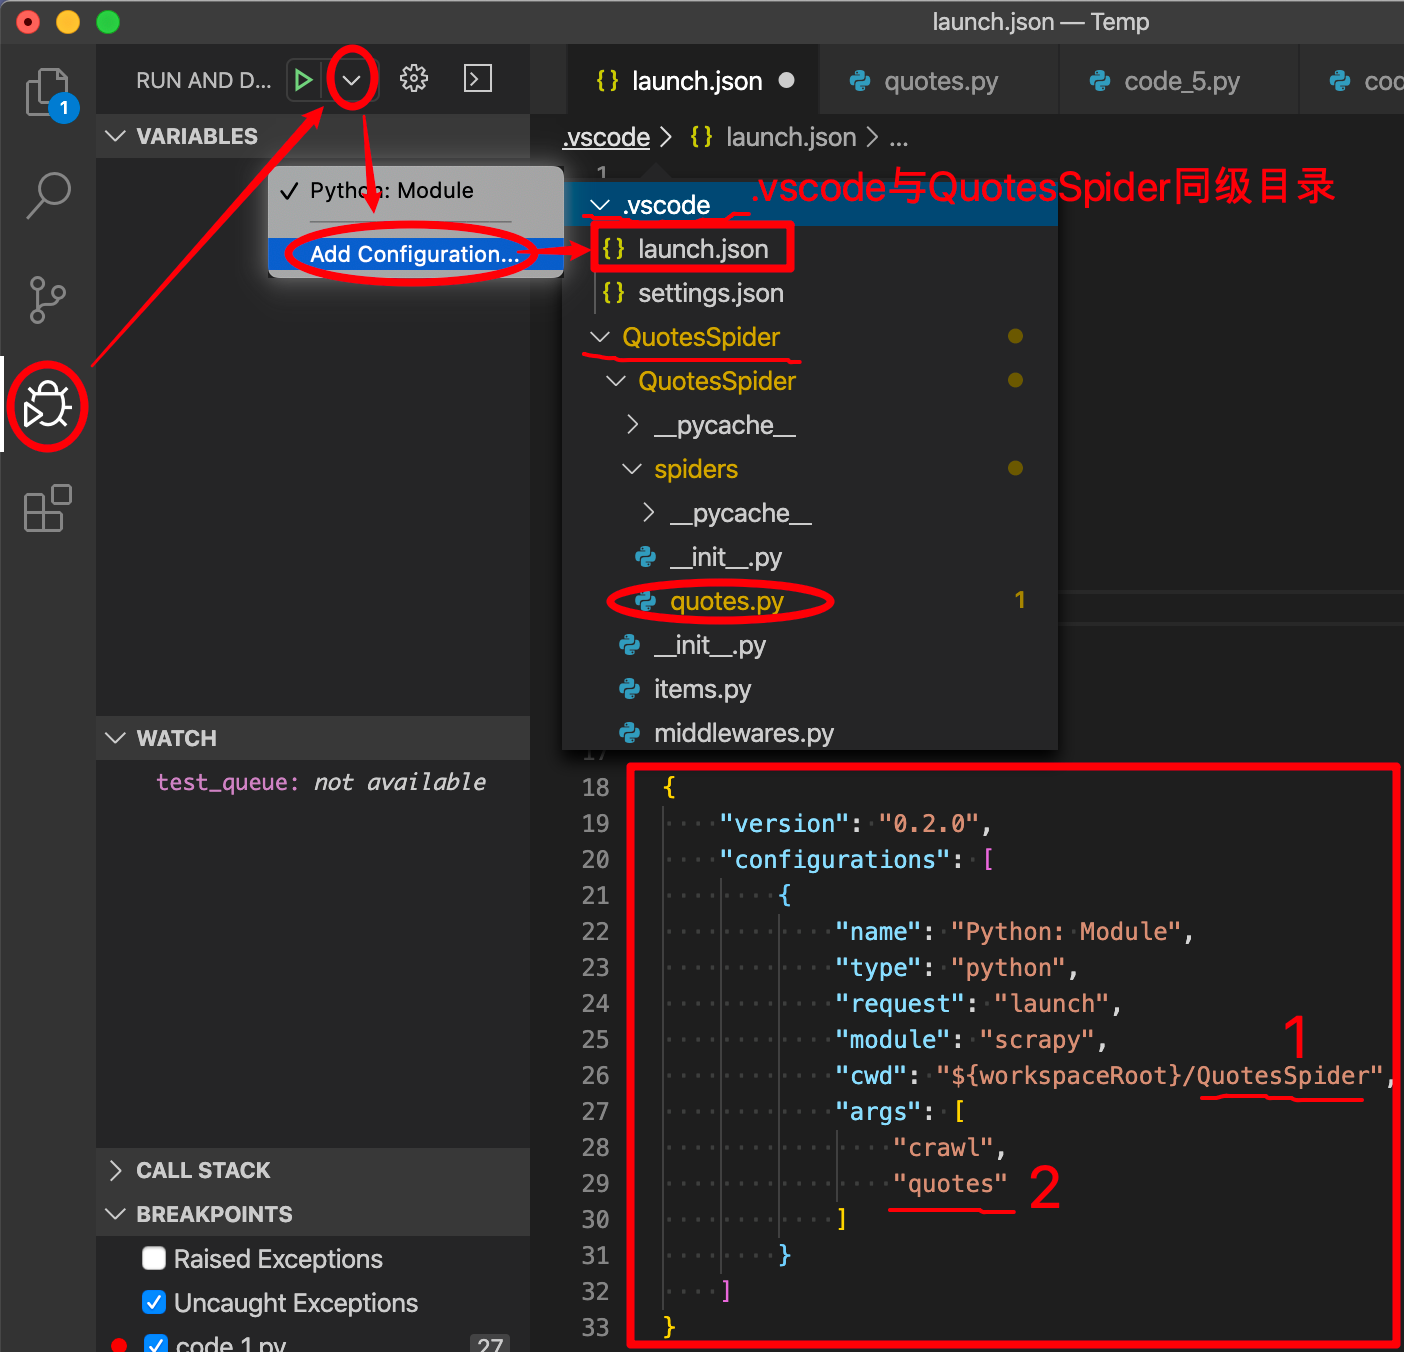 launch.json — Temp
1
RUN AND D...
launch.json
quotes.py
code_5.py
VARIABLES
.vscode > {} launch.json > ...
1
Python: Module
Add Configuration...
.vscode
.vscode与QuotesSpider同级目录
{} launch.json
{} settings.json
QuotesSpider
QuotesSpider
__pycache__
spiders
__pycache__
__init__.py
quotes.py 1
__init__.py
items.py
middlewares.py
WATCH
test_queue: not available
17
18 {
19 "version": "0.2.0",
20 "configurations": [
21 {
22 "name": "Python: Module",
23 "type": "python",
24 "request": "launch",
25 "module": "scrapy",
1
26 "cwd": "${workspaceRoot}/QuotesSpider",
27 "args": [
28 "crawl",
29 "quotes"
2
30 ]
31 }
32 ]
33 }
CALL STACK
BREAKPOINTS
Raised Exceptions
Uncaught Exceptions
code 1.py 27